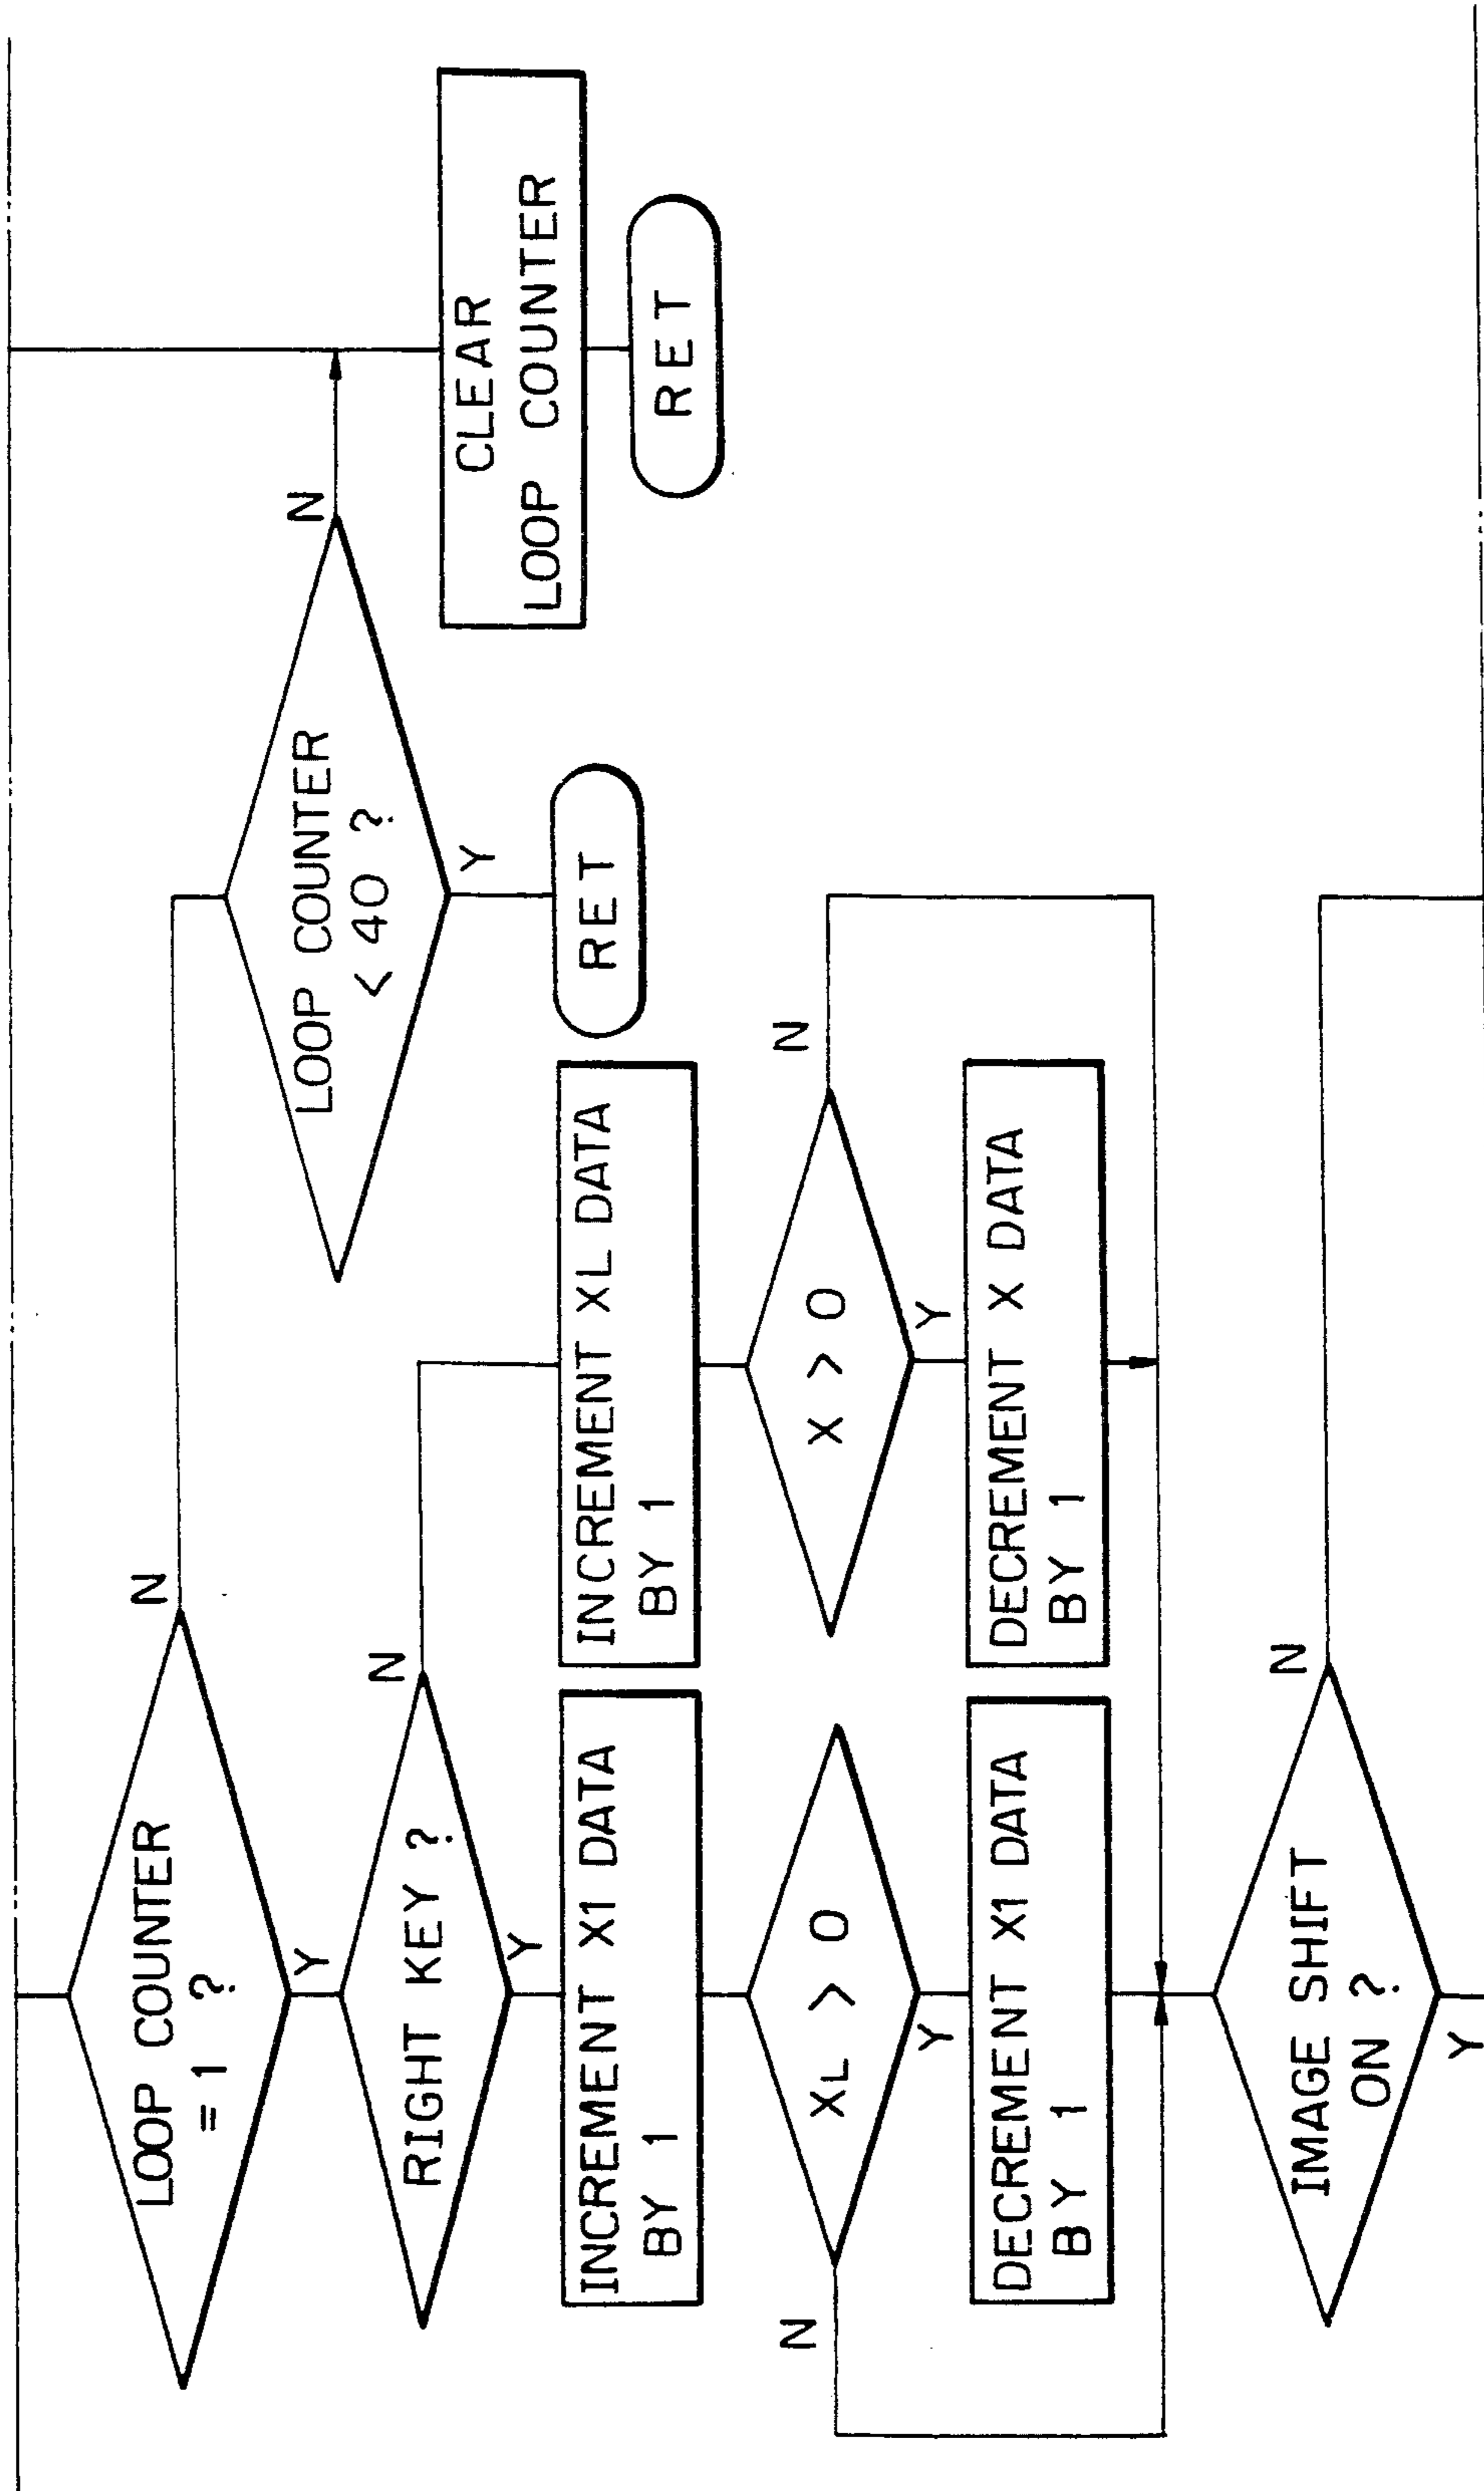 LOOP COUNTER
= 1 ?
N
Y
RIGHT KEY ?
N
Y
INCREMENT X1 DATA
BY 1
XL > 0
N
Y
DECREMENT X1 DATA
BY 1
INCREMENT XL DATA
BY 1
X > 0
N
Y
DECREMENT X DATA
BY 1
LOOP COUNTER
< 40 ?
N
Y
RET
CLEAR
LOOP COUNTER
RET
IMAGE SHIFT
ON ?
N
Y